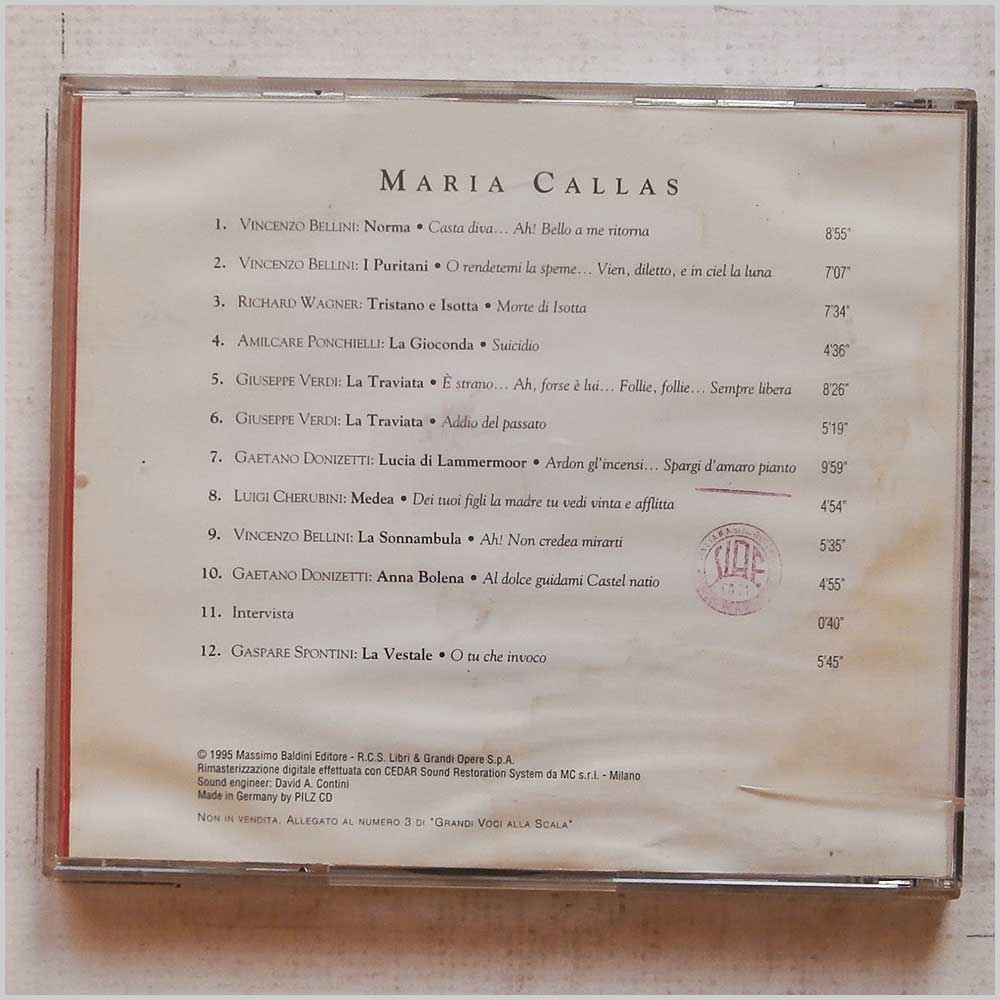 MARIA CALLAS
1. VINCENZO BELLINI: Norma • Casta diva... Ah! Bello a me ritorna 8'55"
2. VINCENZO BELLINI: I Puritani • O rendetemi la speme... Vien, diletto, e in ciel la luna 7'07"
3. RICHARD WAGNER: Tristano e Isotta • Morte di Isotta 7'34"
4. AMILCARE PONCHIELLI: La Gioconda • Suicidio 4'36"
5. GIUSEPPE VERDI: La Traviata • È strano... Ah, forse è lui... Follie, follie... Sempre libera 8'26"
6. GIUSEPPE VERDI: La Traviata • Addio del passato 5'19"
7. GAETANO DONIZETTI: Lucia di Lammermoor • Ardon gl'incensi... Spargi d'amaro pianto 9'59"
8. LUIGI CHERUBINI: Medea • Dei tuoi figli la madre tu vedi vinta e afflitta 4'54"
9. VINCENZO BELLINI: La Sonnambula • Ah! Non credea mirarti 5'35"
10. GAETANO DONIZETTI: Anna Bolena • Al dolce guidami Castel natio 4'55"
11. Intervista 0'40"
12. GASPARE SPONTINI: La Vestale • O tu che invoco 5'45"
SIAE
© 1995 Massimo Baldini Editore - R.C.S. Libri & Grandi Opere S.p.A.
Rimasterizzazione digitale effettuata con CEDAR Sound Restoration System da MC s.r.l. - Milano
Sound engineer: David A. Contini
Made in Germany by PILZ CD
NON IN VENDITA. ALLEGATO AL NUMERO 3 DI "GRANDI VOCI ALLA SCALA"